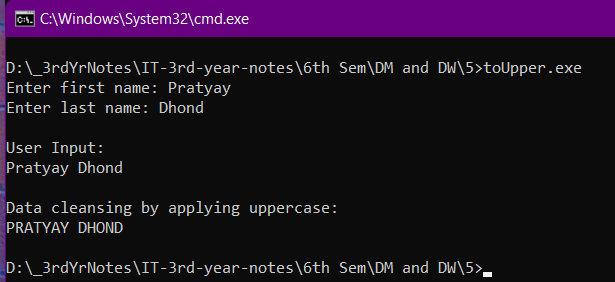 C:\Windows\System32\cmd.exe
D:\_3rdYrNotes\IT-3rd-year-notes\6th Sem\DM and DW\5>toUpper.exe
Enter first name: Pratyay
Enter last name: Dhond
User Input:
Pratyay Dhond
Data cleansing by applying uppercase:
PRATYAY DHOND
D:\_3rdYrNotes\IT-3rd-year-notes\6th Sem\DM and DW\5>